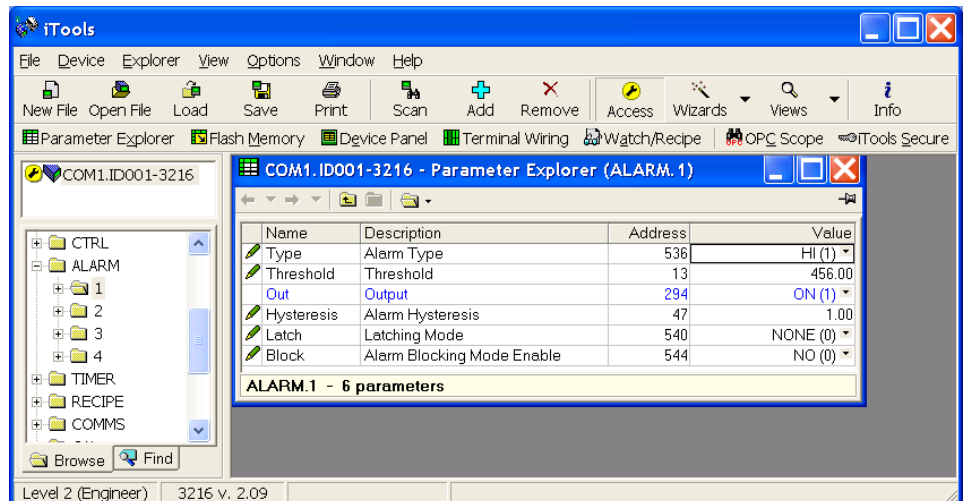 iTools
File Device Explorer View Options Window Help
New File Open File Load Save Print Scan Add Remove Access Wizards Views Info
Parameter Explorer Flash Memory Device Panel Terminal Wiring Watch/Recipe OPC Scope iTools Secure
COM1.ID001-3216
CTRL
ALARM
1
2
3
4
TIMER
RECIPE
COMMS
Browse Find
COM1.ID001-3216 - Parameter Explorer (ALARM.1)
Name Description Address Value
Type Alarm Type 536 HI (1)
Threshold Threshold 13 456.00
Out Output 294 ON (1)
Hysteresis Alarm Hysteresis 47 1.00
Latch Latching Mode 540 NONE (0)
Block Alarm Blocking Mode Enable 544 NO (0)
ALARM.1 - 6 parameters
Level 2 (Engineer) 3216 v. 2.09